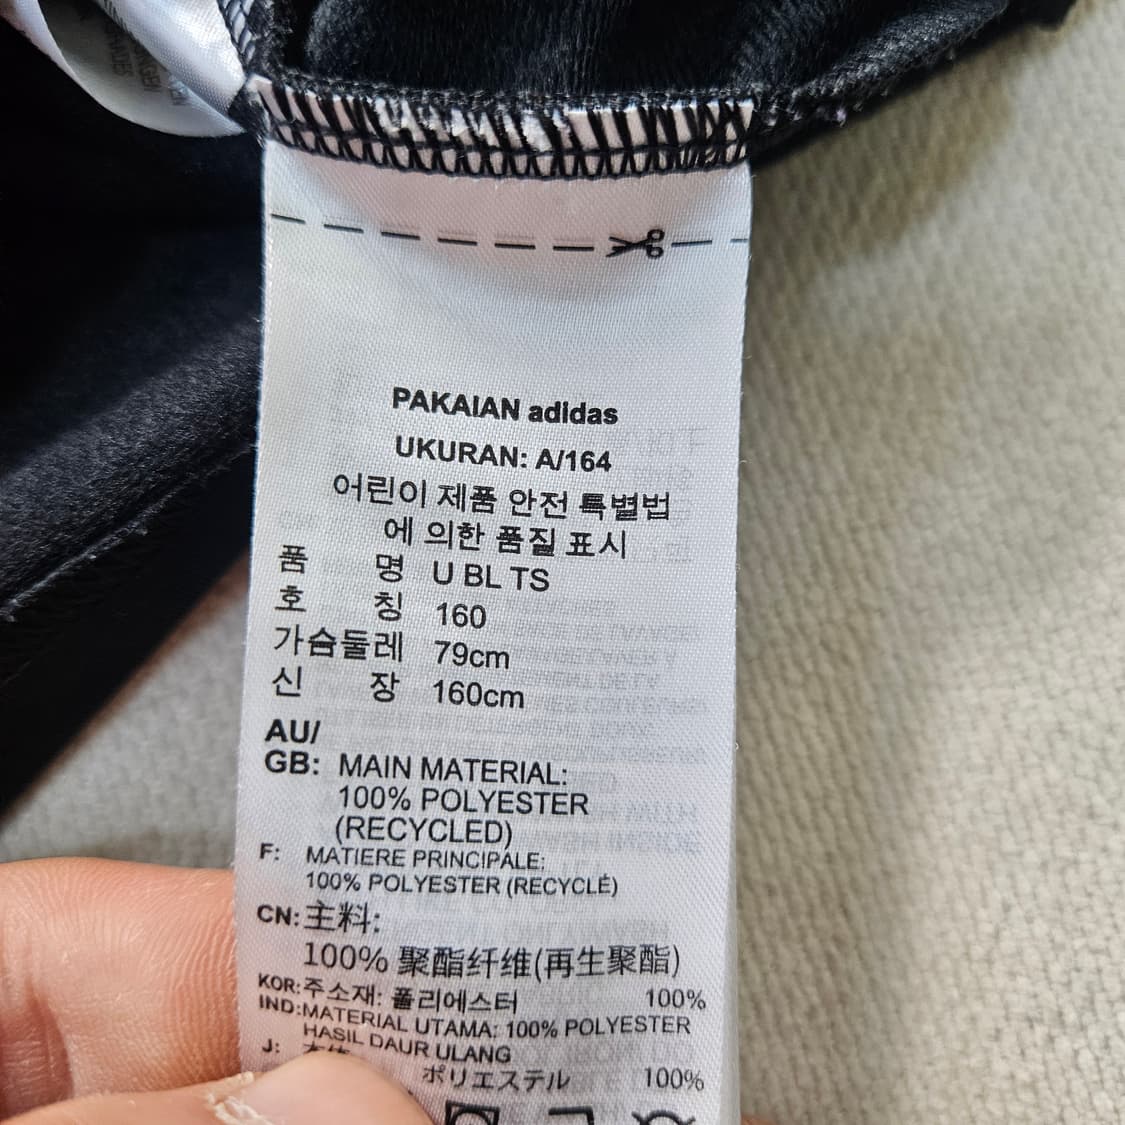 PAKAIAN adidas
UKURAN: A/164
어린이 제품 안전 특별법
에 의한 품질 표시
품 명 U BL TS
호 칭 160
가슴둘레 79cm
신 장 160cm
AU/
GB: MAIN MATERIAL:
100% POLYESTER
(RECYCLED)
F: MATIERE PRINCIPALE:
100% POLYESTER (RECYCLÉ)
CN:主料:
100% 聚酯纤维(再生聚酯)
KOR:주소재: 폴리에스터 100%
IND:MATERIAL UTAMA: 100% POLYESTER
HASIL DAUR ULANG
J:
ポリエステル 100%